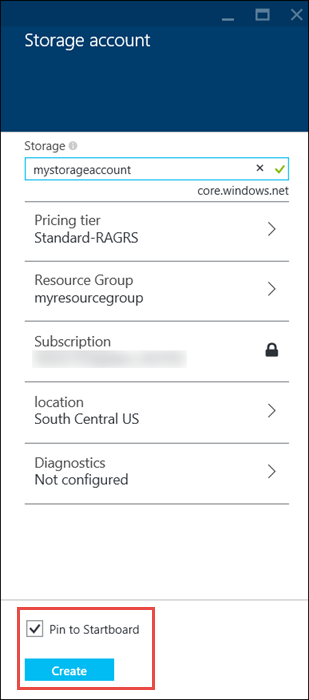 Storage account
Storage
mystorageaccount
core.windows.net
Pricing tier
Standard-RAGRS
Resource Group
myresourcegroup
Subscription
location
South Central US
Diagnostics
Not configured
Pin to Startboard
Create